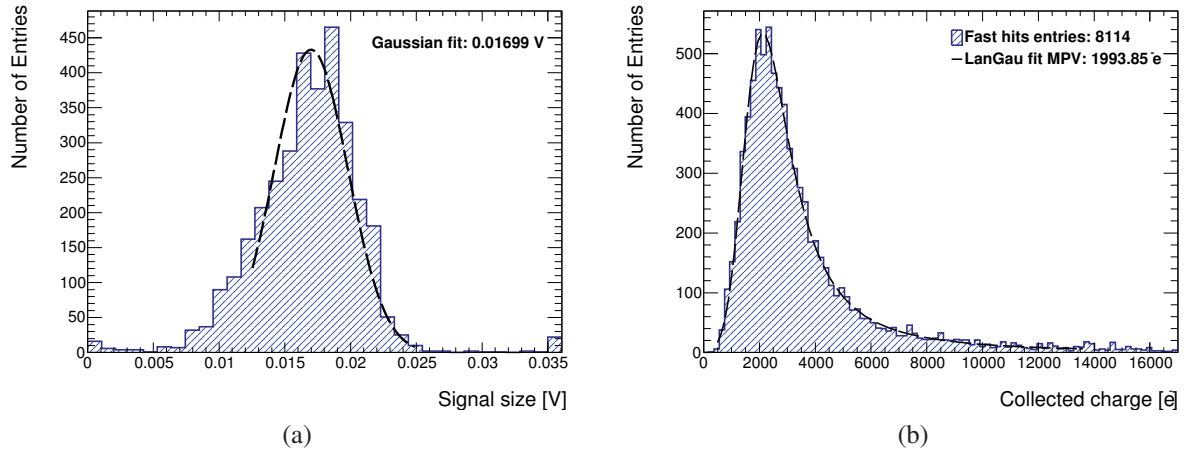 Number of Entries
450
400
350
300
250
200
150
100
50
0
Gaussian fit: 0.01699 V
0 0.005 0.01 0.015 0.02 0.025 0.03 0.035
Signal size [V]
(a)
Number of Entries
500
400
300
200
100
0
Fast hits entries: 8114
LanGau fit MPV: 1993.85 e-
0 2000 4000 6000 8000 10000 12000 14000 16000
Collected charge [e]
(b)